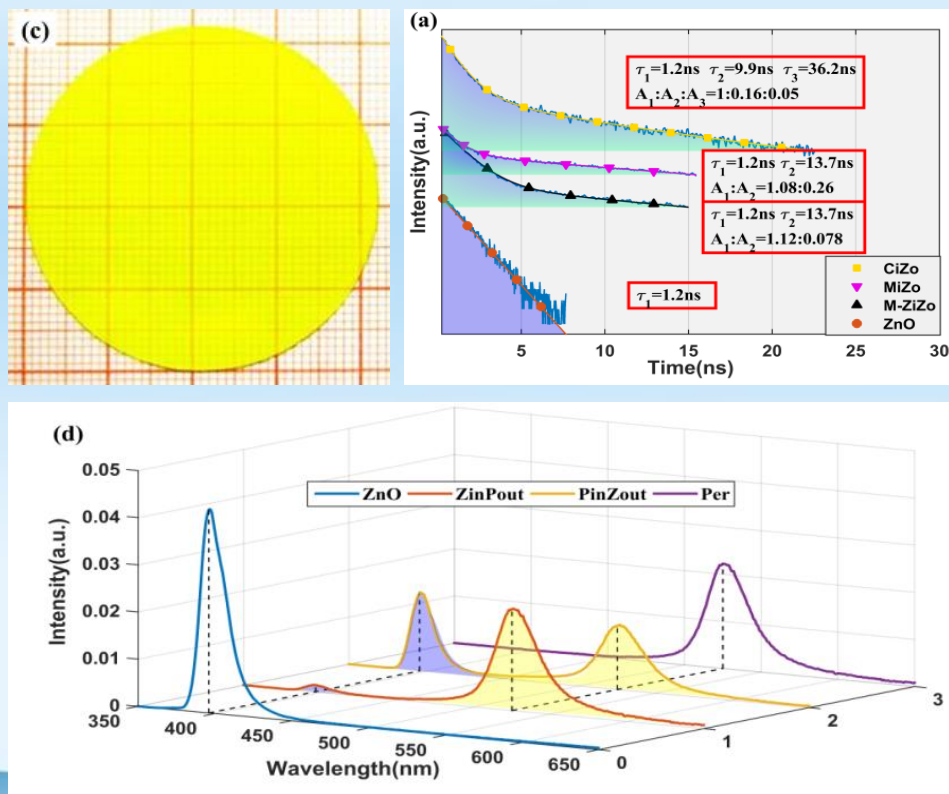 (c)
(a)
τ1=1.2ns τ2=9.9ns τ3=36.2ns
A1:A2:A3=1:0.16:0.05
τ1=1.2ns τ2=13.7ns
A1:A2=1.08:0.26
τ1=1.2ns τ2=13.7ns
A1:A2=1.12:0.078
τ1=1.2ns
CiZo
MiZo
M-ZiZo
ZnO
Intensity(a.u.)
5 10 15 20 25 30
Time(ns)
(d)
ZnO ZinPout PinZout Per
0.05
0.04
0.03
0.02
0.01
0
Intensity(a.u.)
350 400 450 500 550 600 650
Wavelength(nm)
0 1 2 3